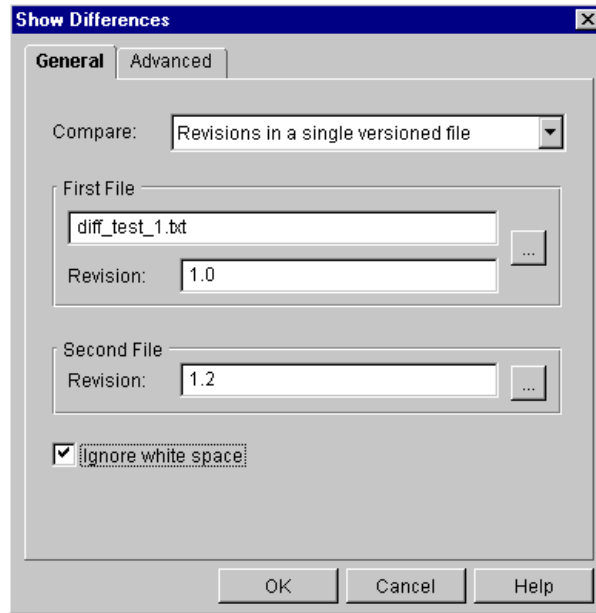 Show Differences
General Advanced
Compare: Revisions in a single versioned file
First File
diff_test_1.txt
...
Revision: 1.0
Second File
Revision: 1.2 ...
Ignore white space
OK Cancel Help